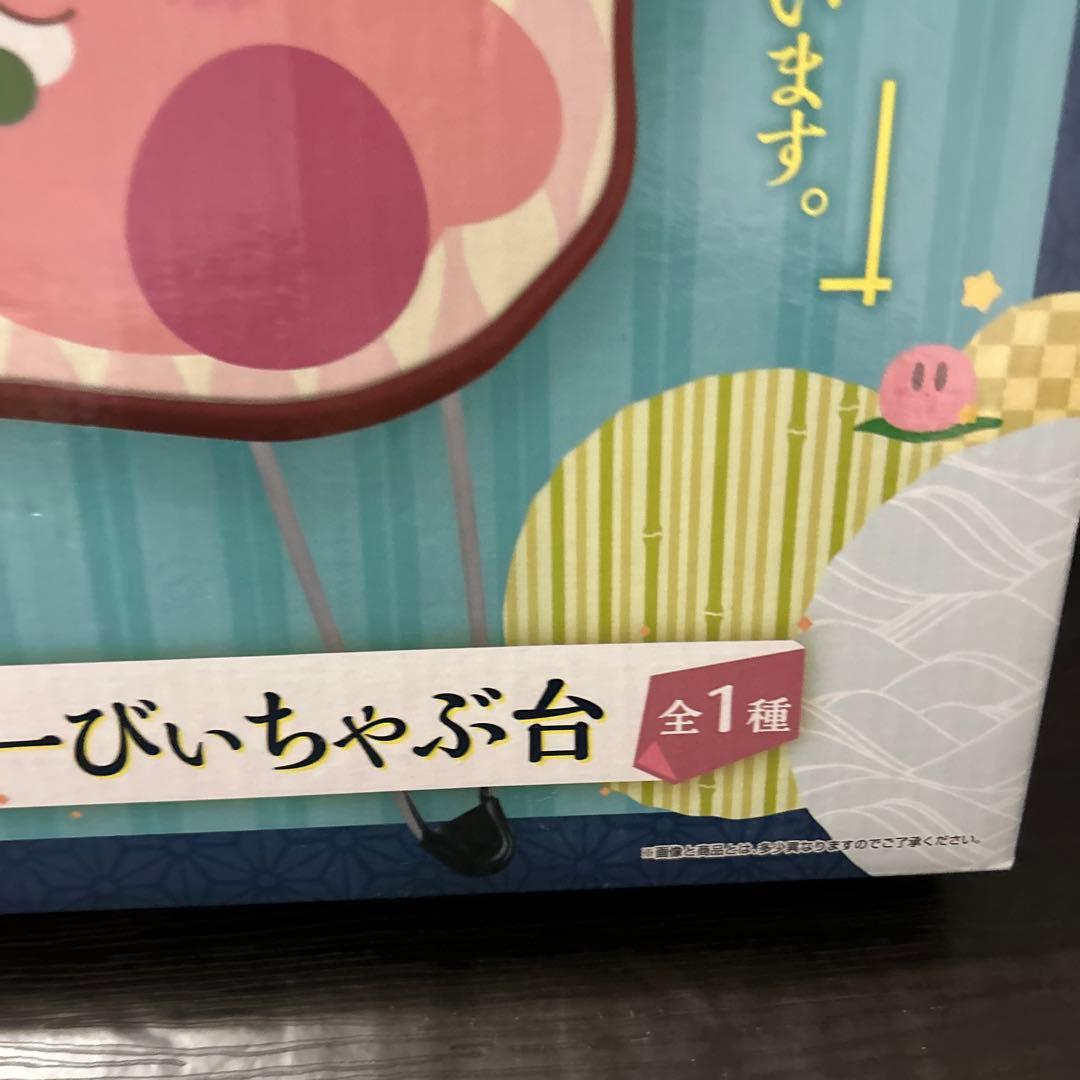 います。
ーびぃちゃぶ台
全1種
※画像と商品とは、多少異なりますのでご了承ください。